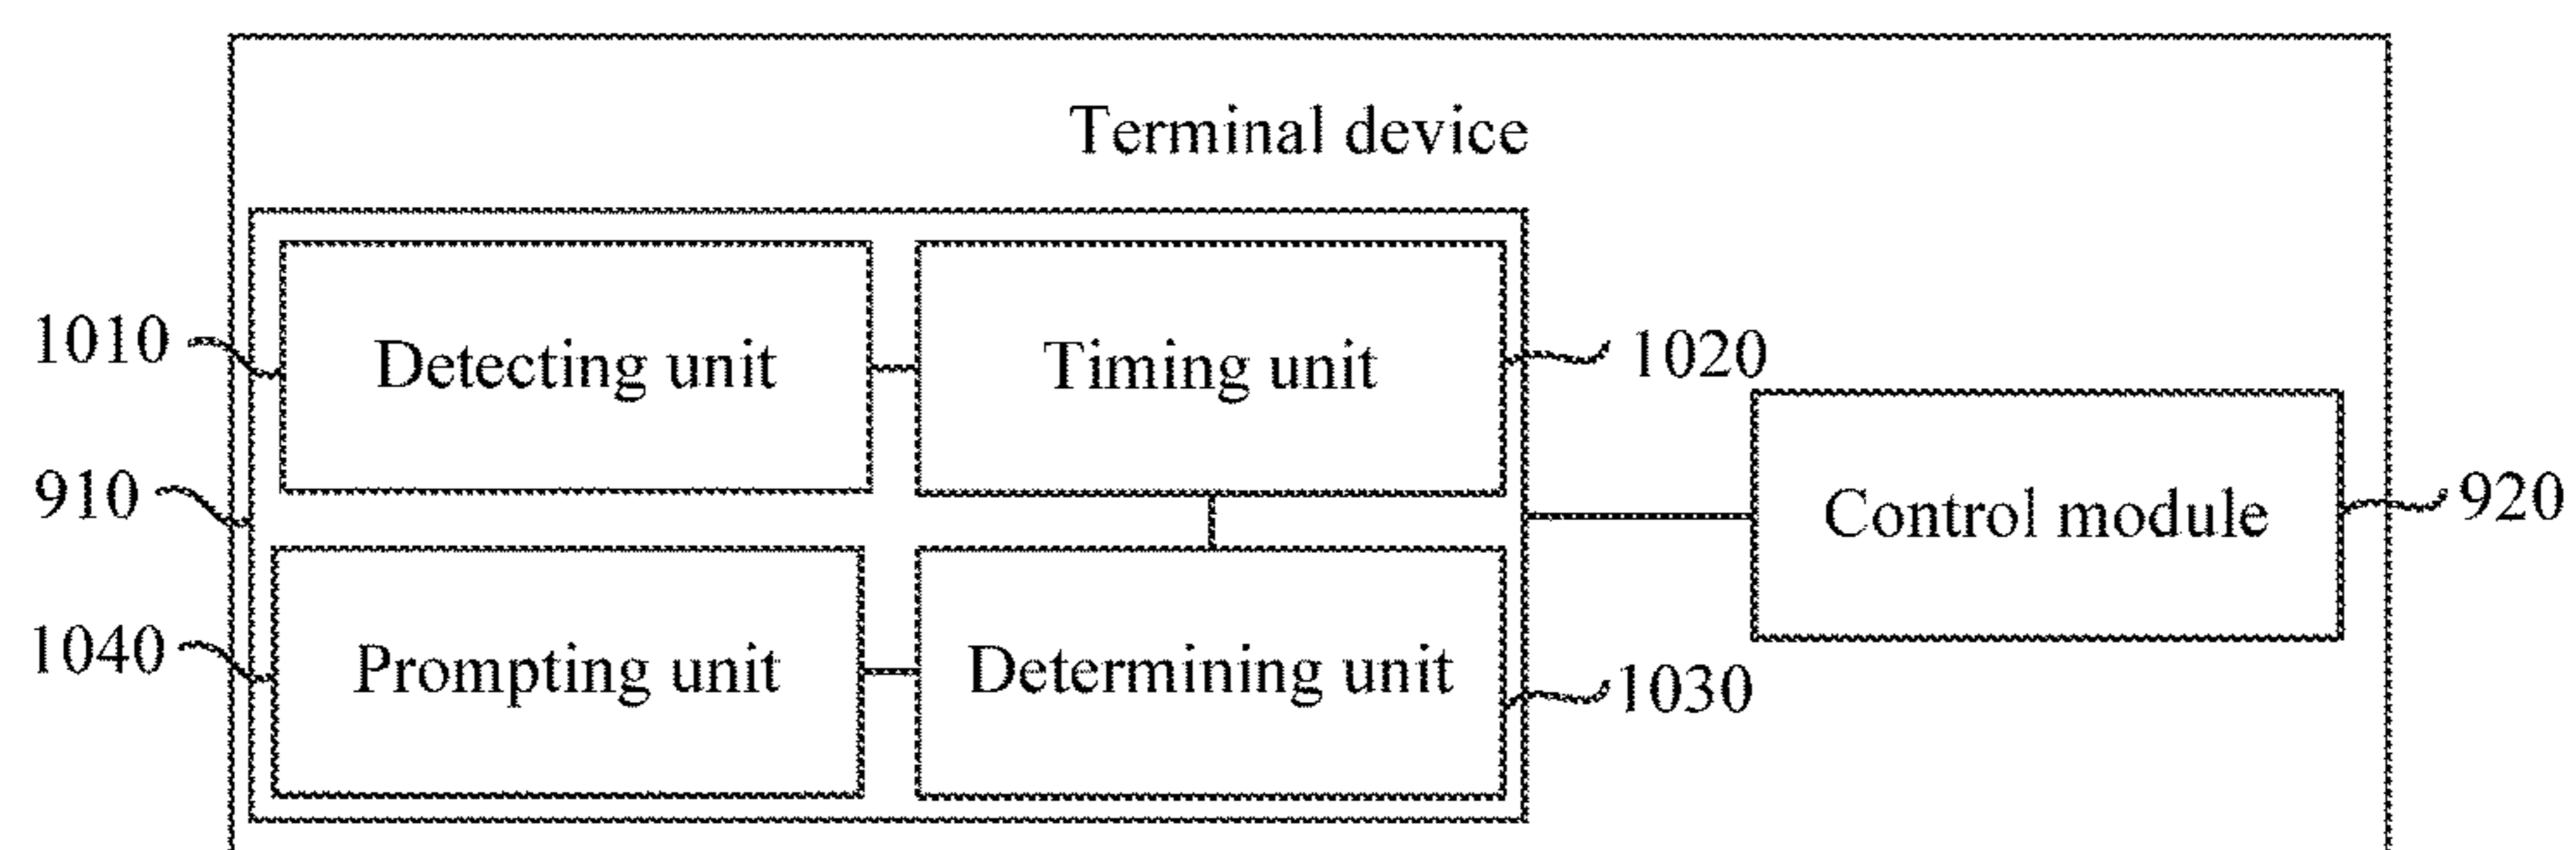 Terminal device
1010
Detecting unit
Timing unit
1020
910
Control module
920
1040
Prompting unit
Determining unit
1030